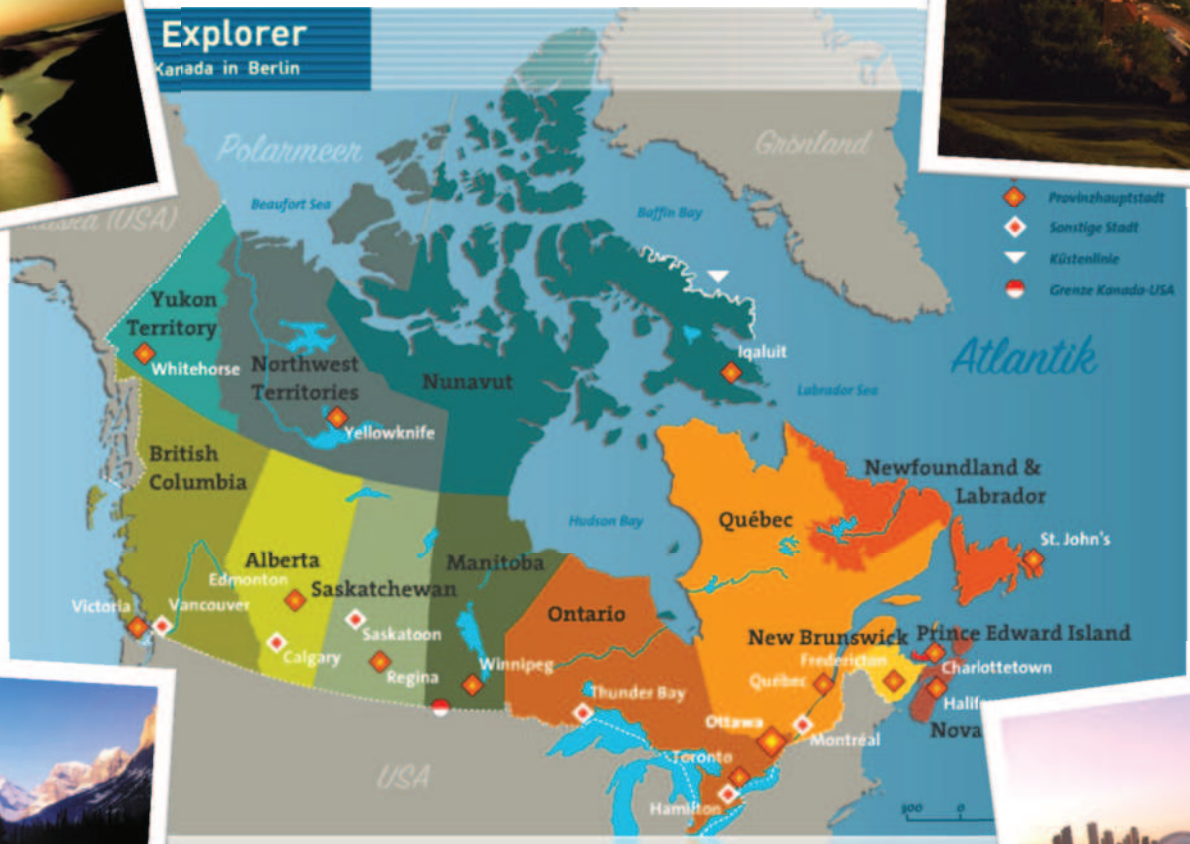 Explorer
Kanada in Berlin
Polarmeer
Grönland
Beaufort Sea
Baffin Bay
(USA)
Provinzhauptstadt
Sonstige Stadt
Küstenlinie
Grenze Kanada-USA
Yukon
Territory
Whitehorse
Northwest
Territories
Yellowknife
Nunavut
Iqaluit
Labrador Sea
Atlantik
British
Columbia
Newfoundland &
Labrador
Québec
Hudson Bay
St. John's
Alberta
Edmonton
Saskatchewan
Manitoba
Victoria
Vancouver
Saskatoon
Calgary
Regina
Winnipeg
Ontario
New Brunswick
Prince Edward Island
Fredericton
Charlottetown
Québec
Thunder Bay
Ottawa
Montréal
Toronto
Hamilton
USA
0